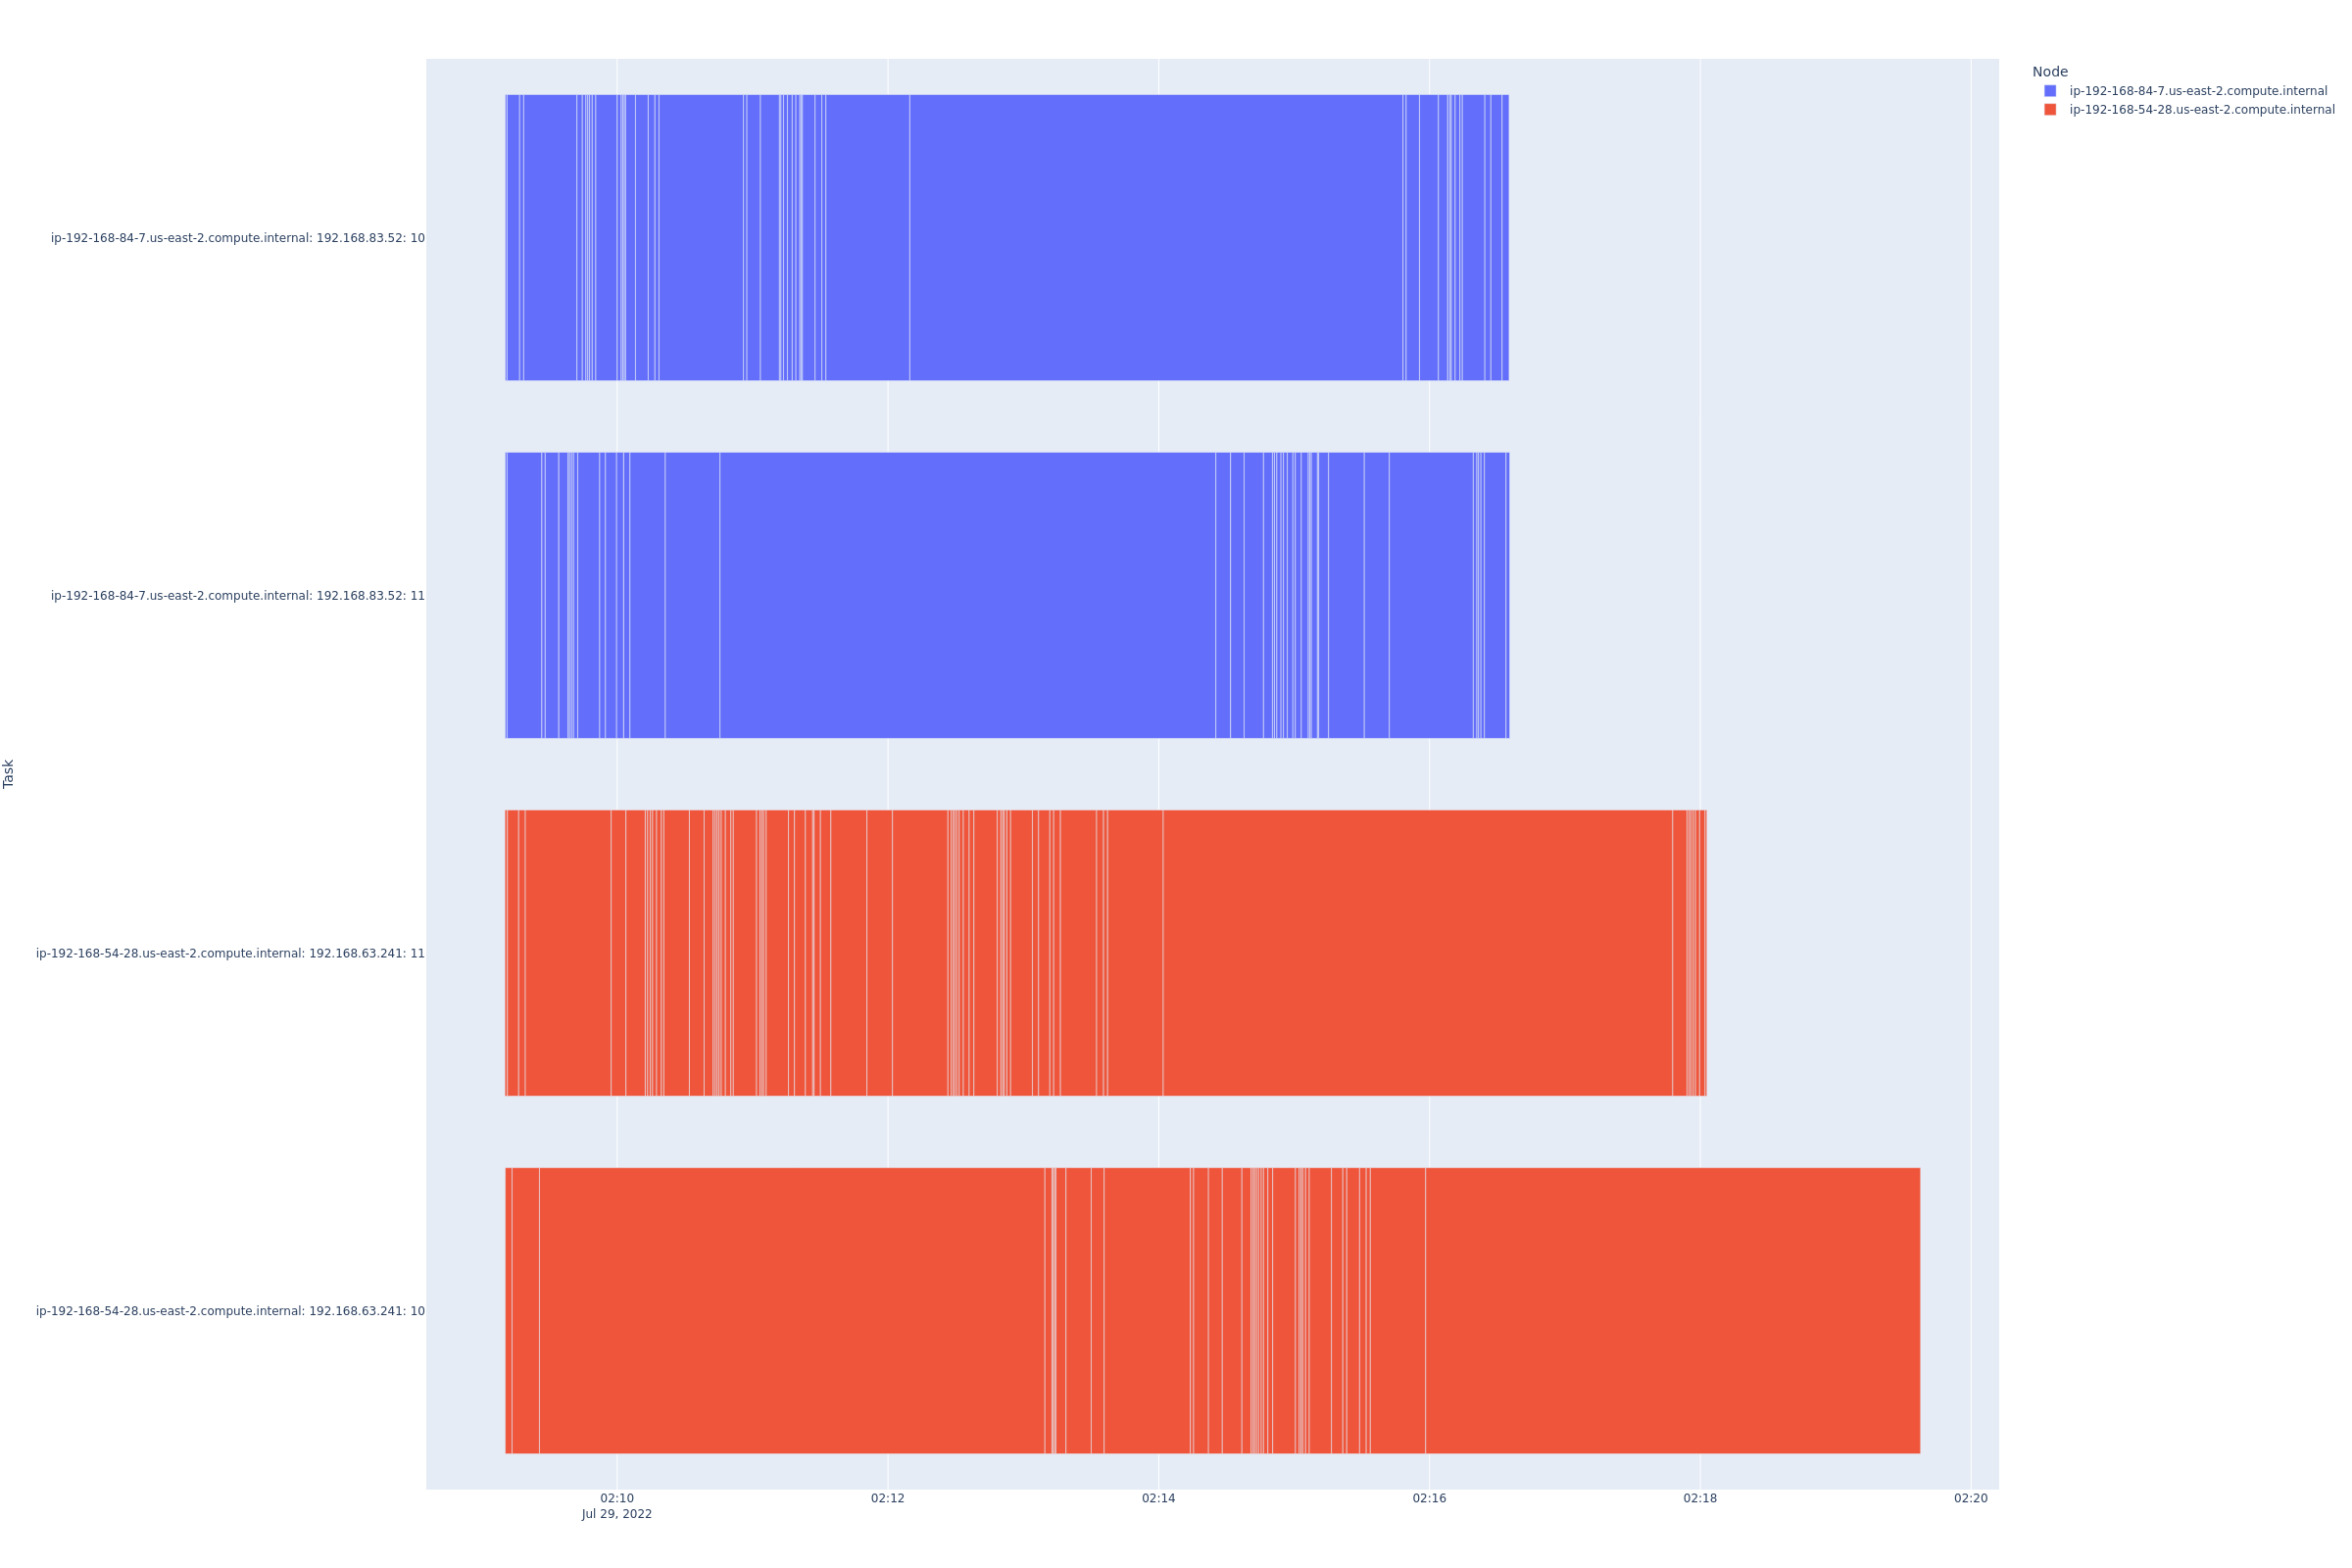 Node
ip-192-168-84-7.us-east-2.compute.internal
ip-192-168-54-28.us-east-2.compute.internal
ip-192-168-84-7.us-east-2.compute.internal: 192.168.83.52: 10
ip-192-168-84-7.us-east-2.compute.internal: 192.168.83.52: 11
Task
ip-192-168-54-28.us-east-2.compute.internal: 192.168.63.241: 11
ip-192-168-54-28.us-east-2.compute.internal: 192.168.63.241: 10
02:10 02:12 02:14 02:16 02:18 02:20
Jul 29, 2022